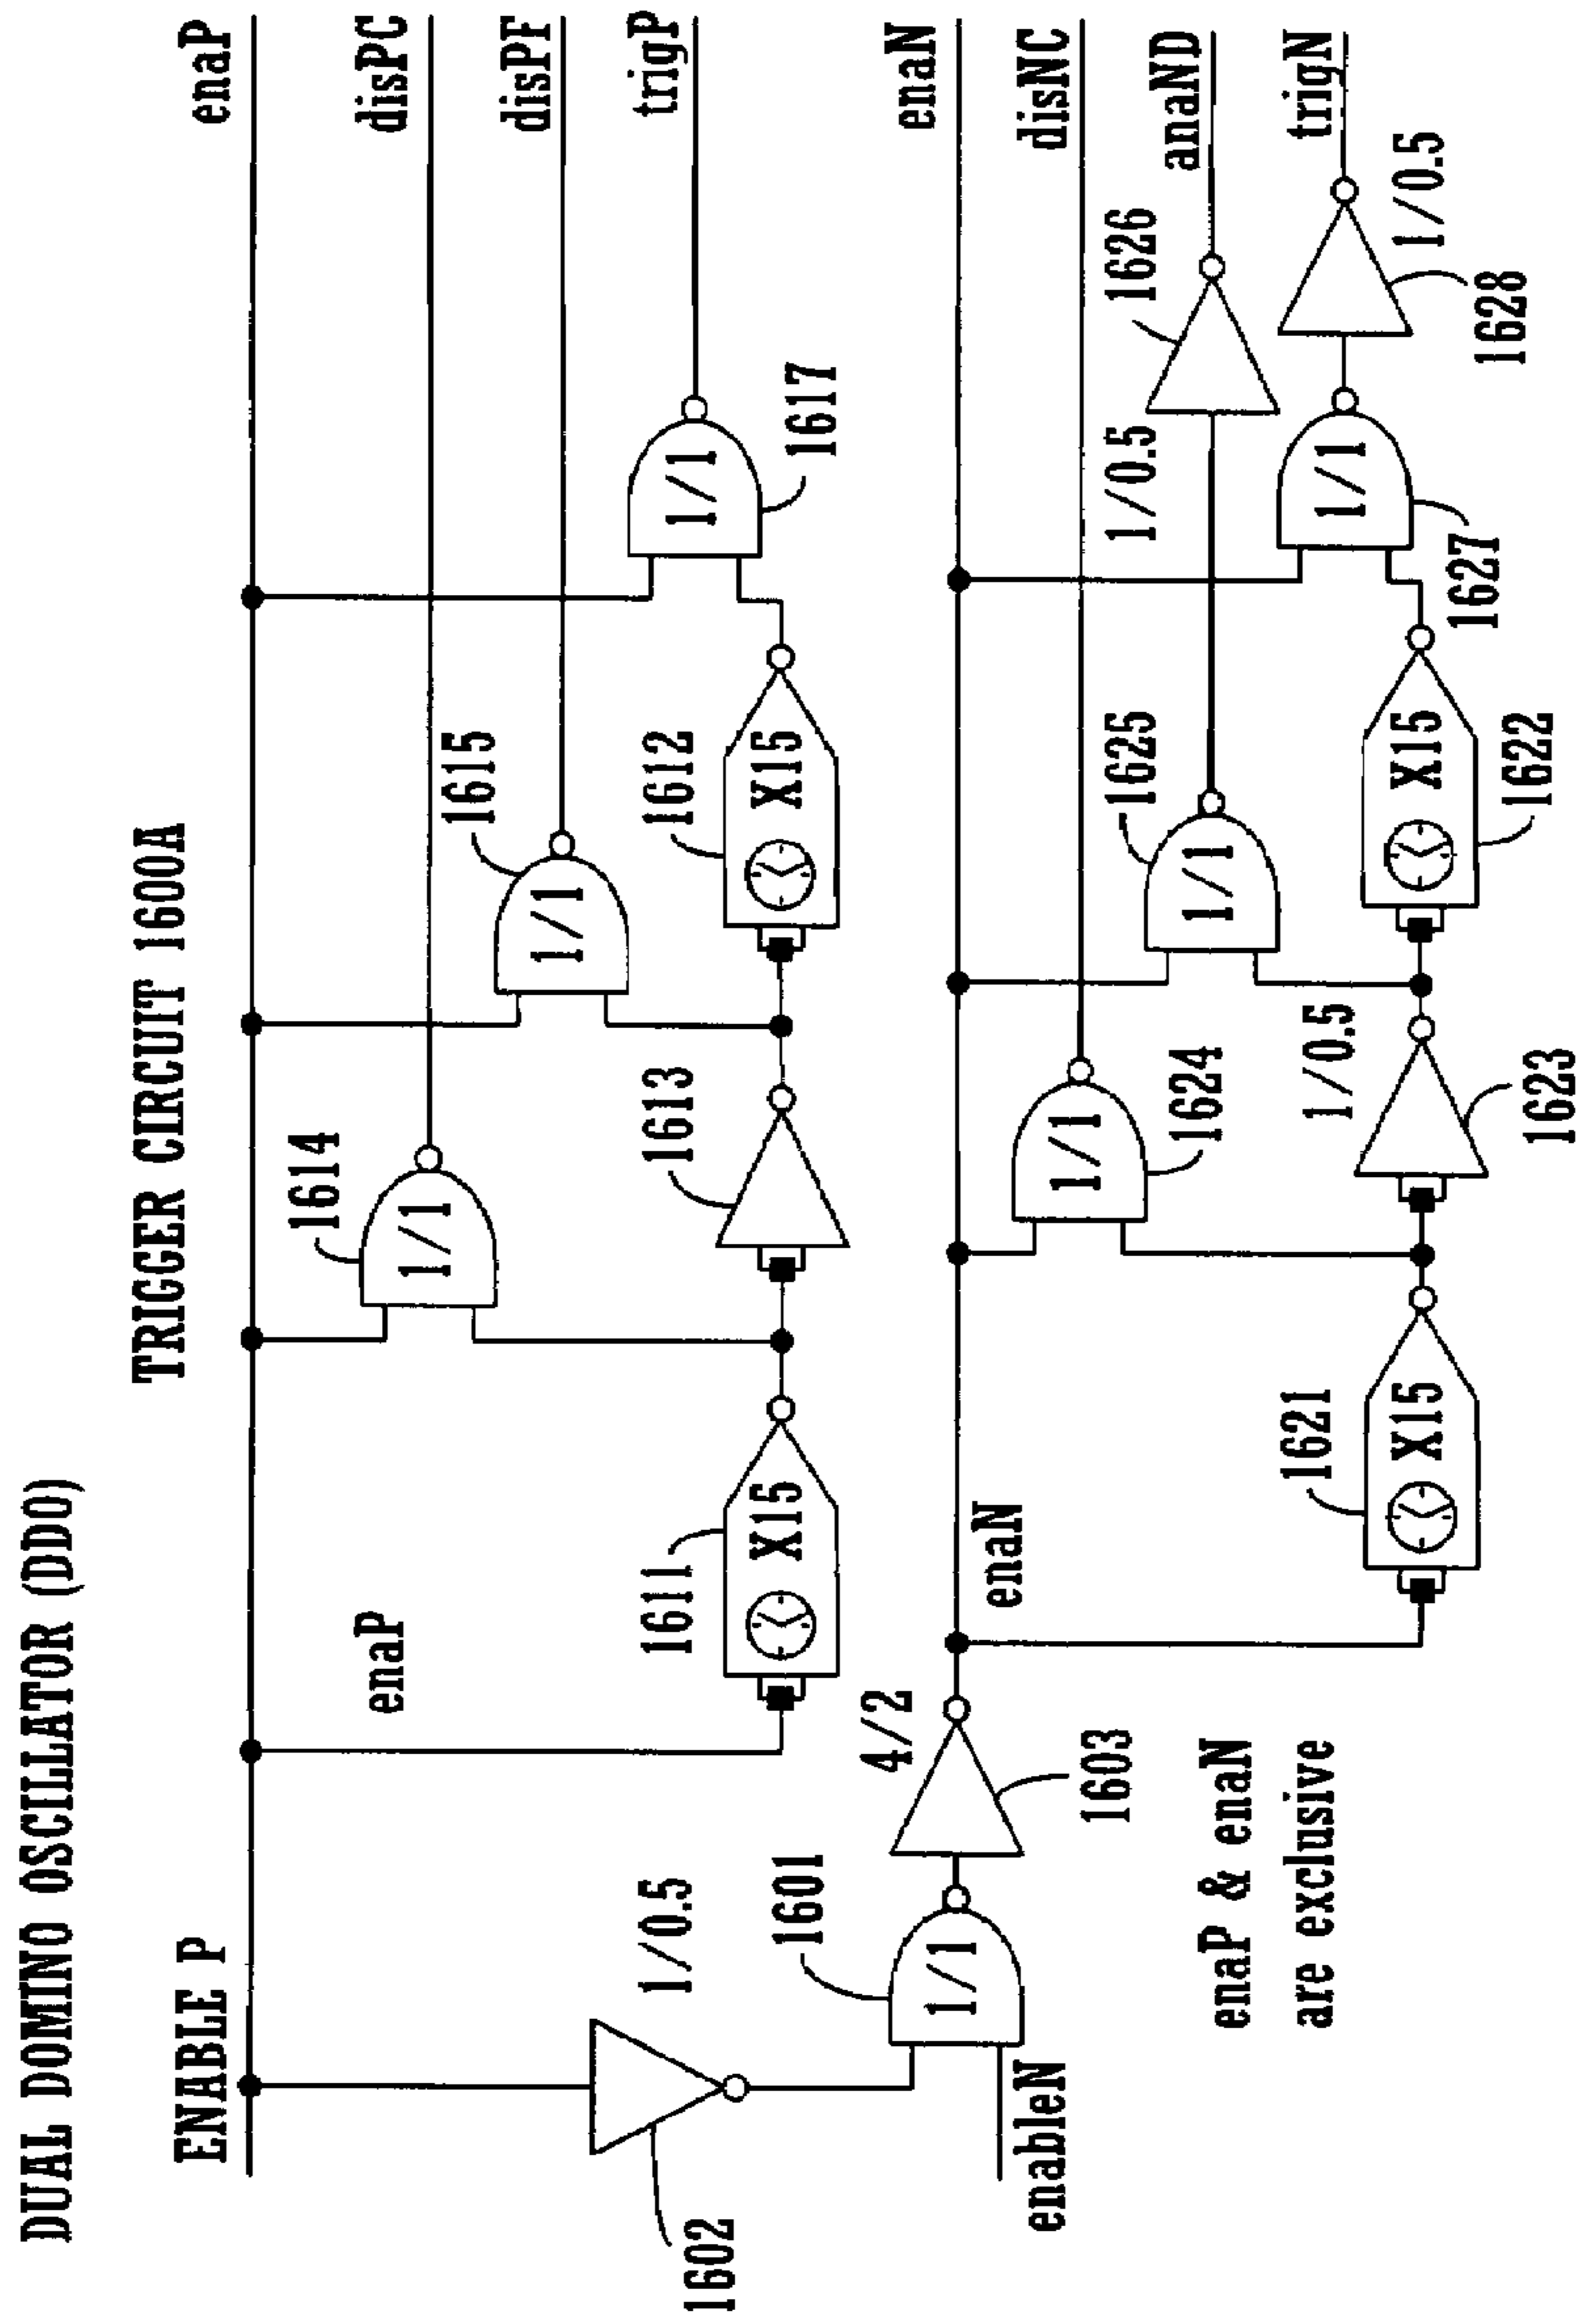 DUAL DOMINO OSCILLATOR (DDO)
TRIGGER CIRCUIT 1600A
ENABLE P
enaP
enaP
disPC
disPF
trigP
1614
1/1
1615
1/1
1611
X15
1613
1612
X15
1/1
1617
1602
1/0.5
1601
1/1
enableN
4/2
1603
enaN
enaN
disNC
anaND
trigN
1/1
1624
1625
1/1
1/0.5
1626
1621
X15
1/0.5
1623
X15
1622
1/1
1627
1628
1/0.5
enaP & enaN
are exclusive